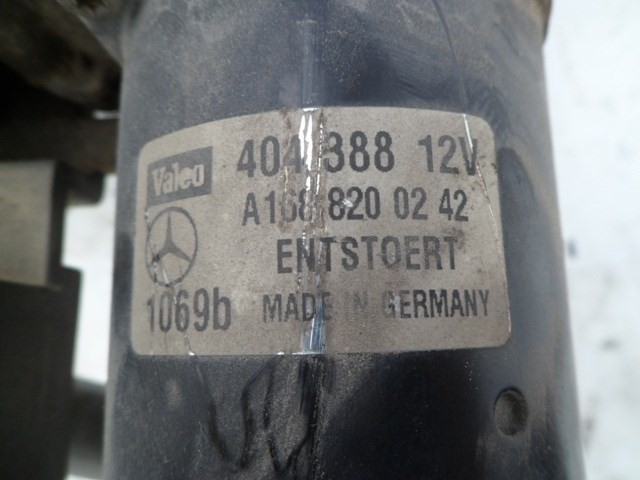 Valeo 404.388 12V
A168 820 02 42
ENTSTOERT
1069b MADE IN GERMANY